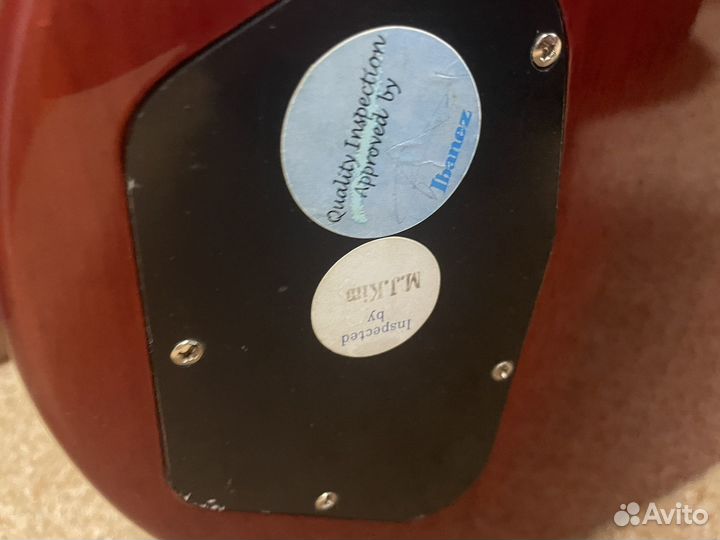 Quality Inspection
Approved by
Ibanez
Inspected
by
M.J.Kim
Avito